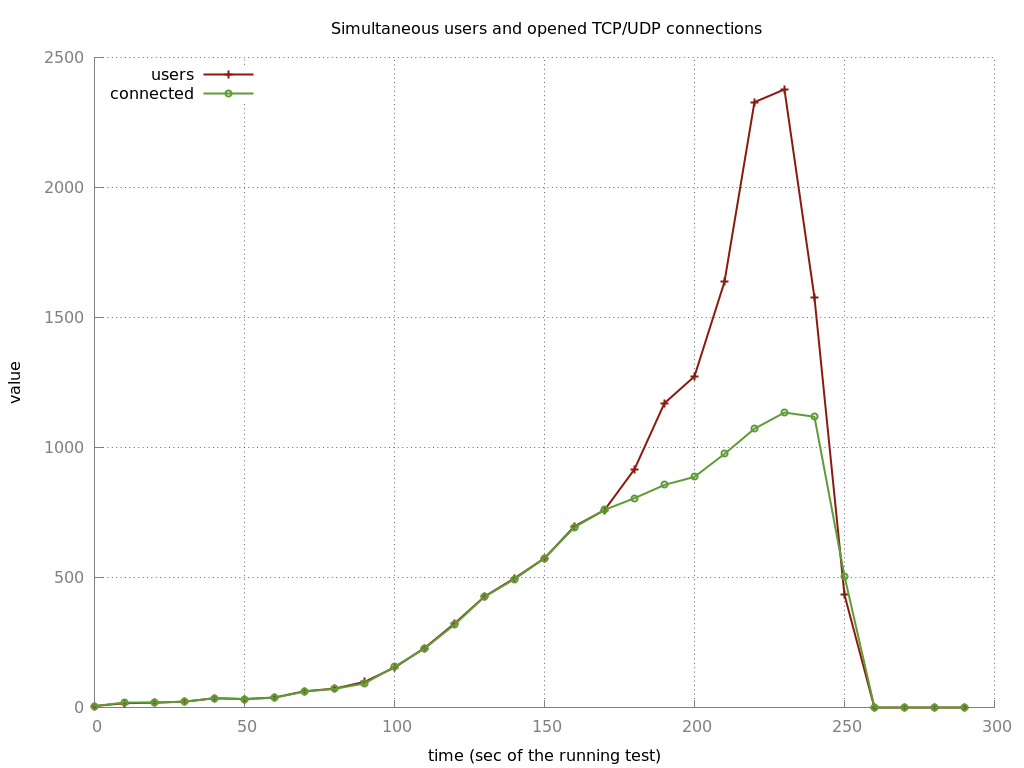 Simultaneous users and opened TCP/UDP connections
2500
users
connected
2000
1500
value
1000
500
0
0 50 100 150 200 250 300
time (sec of the running test)